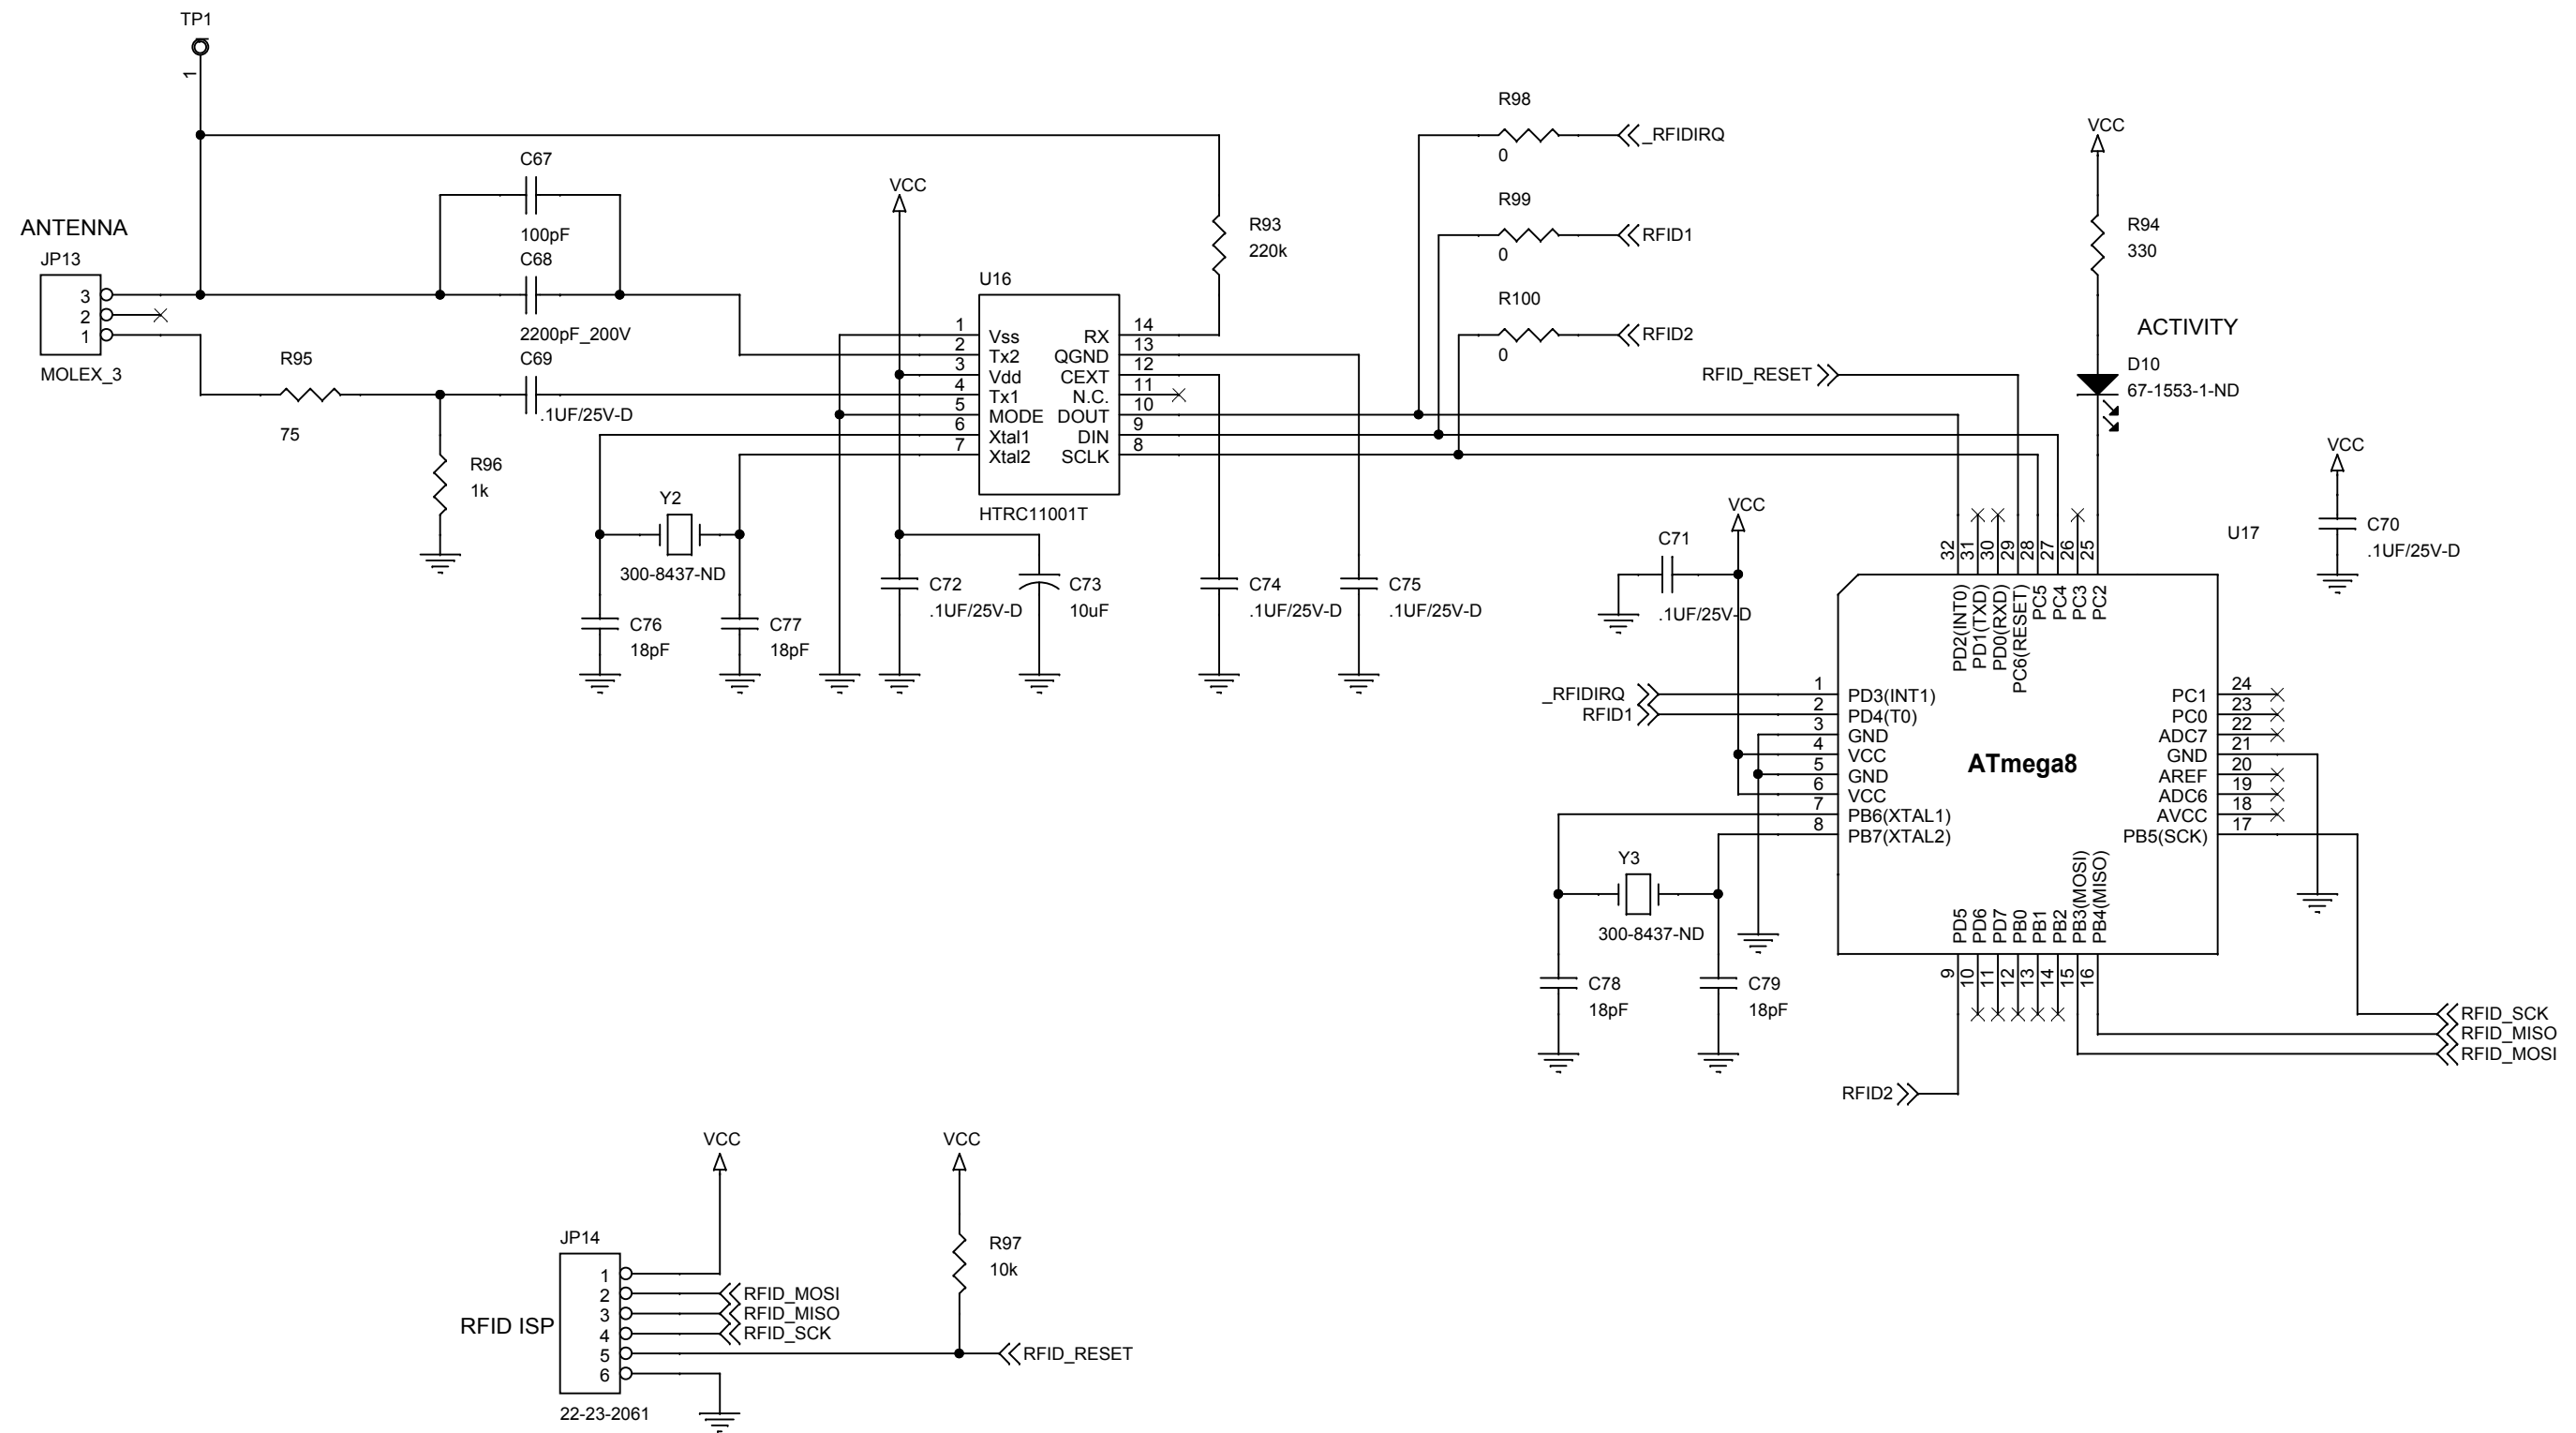 TP1
1
ANTENNA
JP13
3
2
1
MOLEX_3
C67
100pF
C68
2200pF_200V
C69
.1UF/25V-D
R95
75
R96
1k
VCC
R93
220k
U16
1
2
3
4
5
6
7
Vss
Tx2
Vdd
Tx1
MODE
Xtal1
Xtal2
RX
QGND
CEXT
N.C.
DOUT
DIN
SCLK
14
13
12
11
10
9
8
HTRC11001T
Y2
300-8437-ND
C76
18pF
C77
18pF
C72
.1UF/25V-D
C73
10uF
C74
.1UF/25V-D
C75
.1UF/25V-D
R98
0
_RFIDIRQ
R99
0
RFID1
R100
0
RFID2
RFID_RESET
VCC
R94
330
ACTIVITY
D10
67-1553-1-ND
VCC
C70
.1UF/25V-D
VCC
C71
.1UF/25V-D
U17
32
31
30
29
28
27
26
25
PD2(INT0)
PD1(TXD)
PD0(RXD)
PC6(RESET)
PC5
PC4
PC3
PC2
_RFIDIRQ
RFID1
1
2
3
4
5
6
7
8
PD3(INT1)
PD4(T0)
GND
VCC
GND
VCC
PB6(XTAL1)
PB7(XTAL2)
ATmega8
PC1
PC0
ADC7
GND
AREF
ADC6
AVCC
PB5(SCK)
24
23
22
21
20
19
18
17
PD5
PD6
PD7
PB0
PB1
PB2
PB3(MOSI)
PB4(MISO)
9
10
11
12
13
14
15
16
Y3
300-8437-ND
C78
18pF
C79
18pF
RFID_SCK
RFID_MISO
RFID_MOSI
RFID2
VCC
VCC
R97
10k
JP14
RFID ISP
1
2
3
4
5
6
RFID_MOSI
RFID_MISO
RFID_SCK
RFID_RESET
22-23-2061